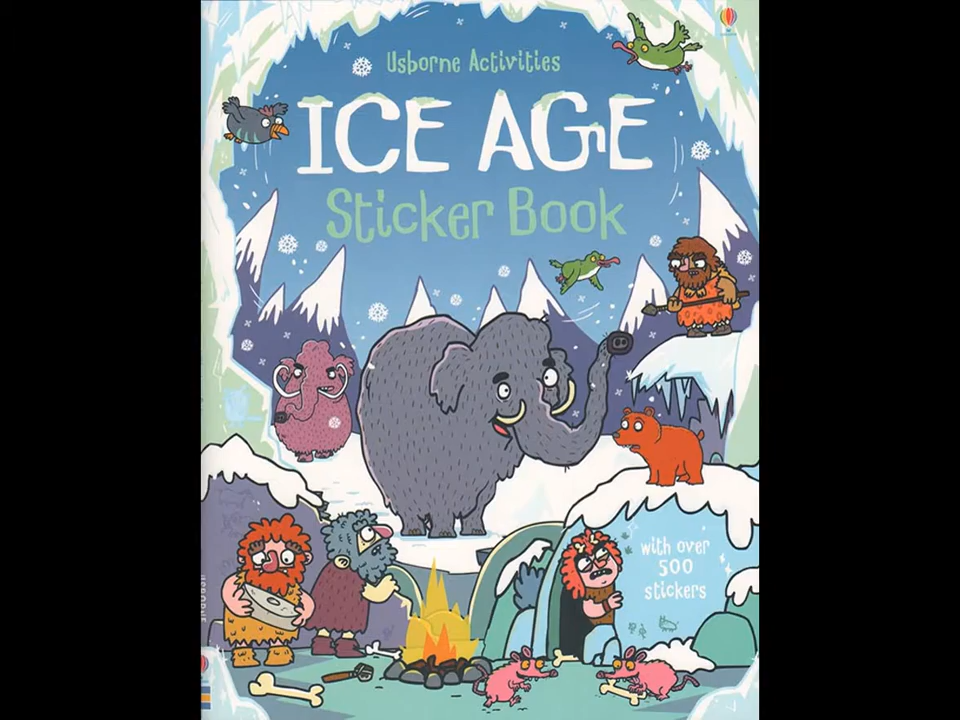 Usborne Activities
ICE AGE
Sticker Book
with over
500
stickers